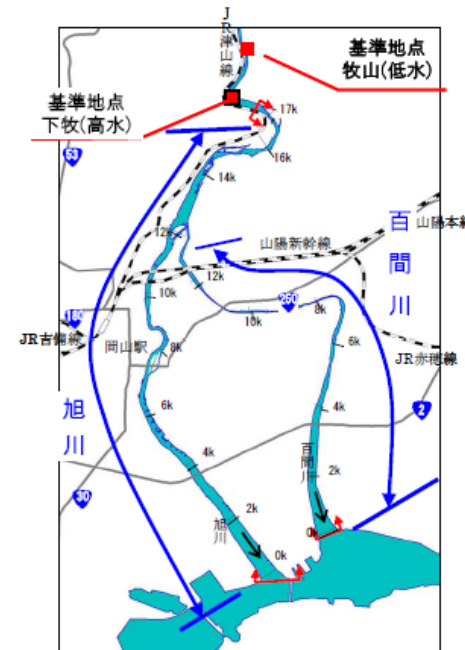 JR津山線
基準地点
牧山(低水)
基準地点
下牧(高水)
17k
16k
53
14k
百間川
山陽本線
12k
山陽新幹線
12k
10k
250
180
10k
8k
JR吉備線
岡山駅
8k
6k
JR赤穂線
旭川
6k
4k
2
4k
百間川
2k
30
2k
旭川
0k
0k